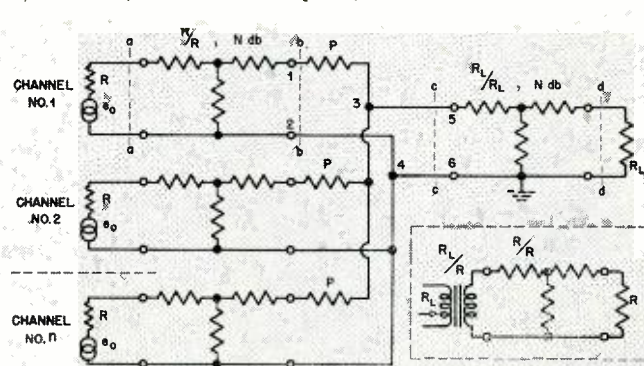 a
R/R
N db
b
P
R
e₀
1
CHANNEL
NO.1
3
a
2
b
c
R_L/R_L, N db
d
5
R_L
4
6
c
d
P
CHANNEL
NO.2
R
e₀
P
CHANNEL
NO.n
R
e₀
R_L/R
R/R
R_L
R